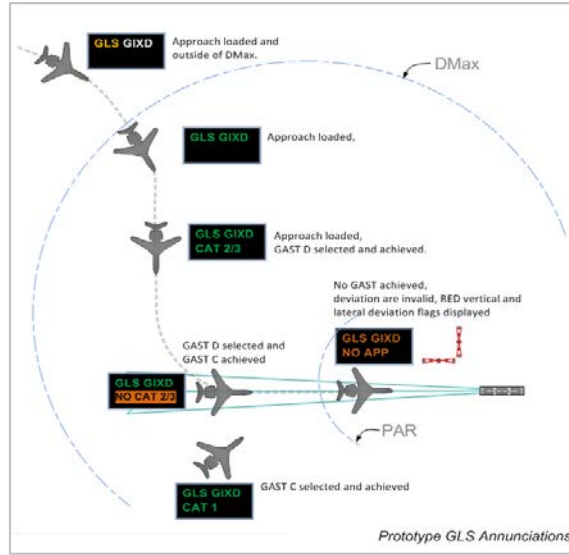 GLS GIXD
Approach loaded and
outside of DMax.
DMax
GLS GIXD
Approach loaded,
GLS GIXD
CAT 2/3
Approach loaded,
GAST D selected and achieved.
No GAST achieved,
deviation are invalid, RED vertical and
lateral deviation flags displayed
GLS GIXD
NO APP
GAST D selected and
GAST C achieved
GLS GIXD
NO CAT 2/3
PAR
GLS GIXD
CAT 1
GAST C selected and achieved
Prototype GLS Annunciations